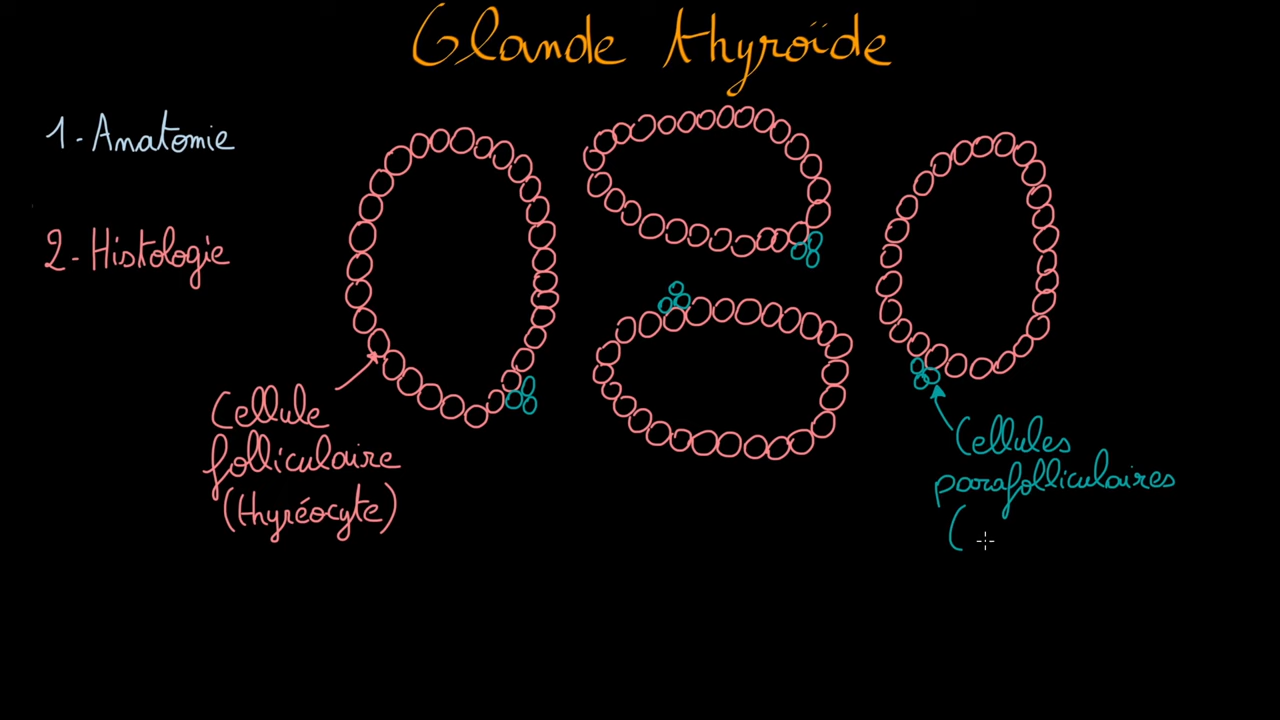 Glande thyroïde
1-Anatomie
2-Histologie
Cellule
folliculaire
(thyréocyte)
Cellules
parafolliculaires
(